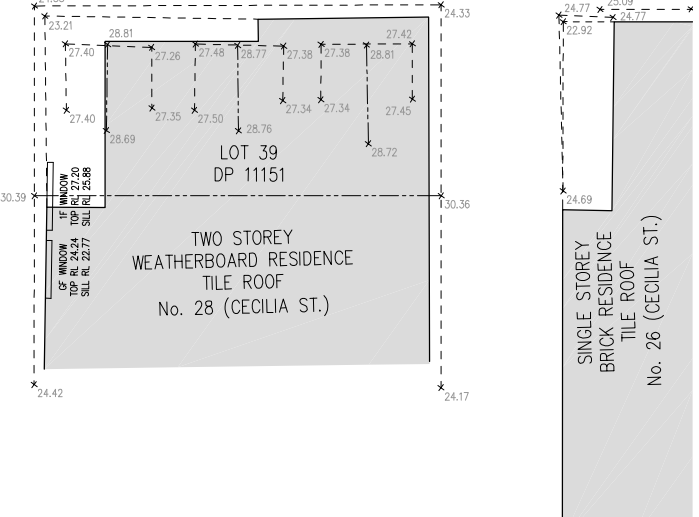 24.33
24.77
25.09
24.77
22.92
23.21
28.81
27.42
27.40
27.26
27.48
28.77
27.38
27.38
28.81
27.40
27.35
27.50
27.34
27.34
27.45
28.69
28.76
28.72
LOT 39
DP 11151
1F WINDOW
TOP RL 27.20
SILL RL 25.88
30.39
30.36
24.69
GF WINDOW
TOP RL 24.24
SILL RL 22.77
TWO STOREY
WEATHERBOARD RESIDENCE
TILE ROOF
No. 28 (CECILIA ST.)
SINGLE STOREY
BRICK RESIDENCE
TILE ROOF
No. 26 (CECILIA ST.)
24.42
24.17